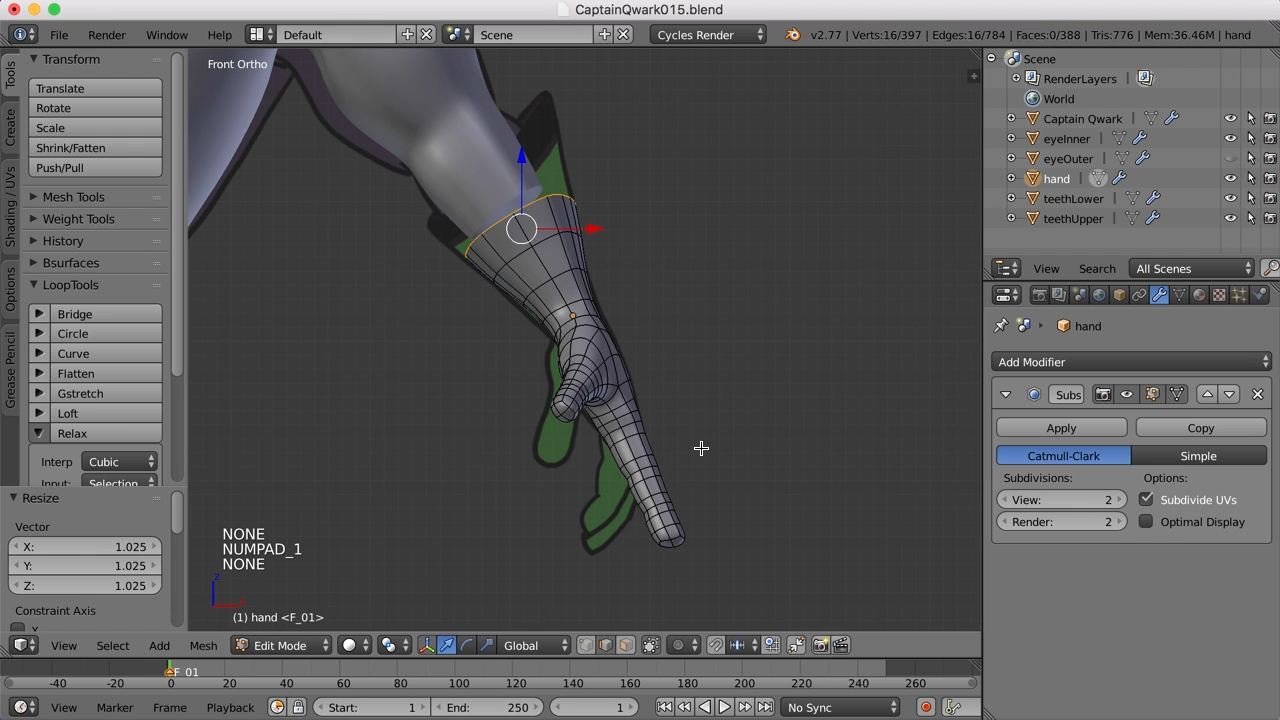 CaptainQwark015.blend
File Render Window Help Default Scene Cycles Render v2.77 | Verts:16/397 | Edges:16/784 | Faces:0/388 | Tris:776 | Mem:36.46M | hand
Tools
Create
Shading / UVs
Options
Grease Pencil
Transform
Translate
Rotate
Scale
Shrink/Fatten
Push/Pull
Mesh Tools
Weight Tools
History
Bsurfaces
LoopTools
Bridge
Circle
Curve
Flatten
Gstretch
Loft
Relax
Interp Cubic
Input: Selection
Resize
Vector
X: 1.025
Y: 1.025
Z: 1.025
Constraint Axis
Front Ortho
NONE
NUMPAD_1
NONE
z
(1) hand <F_01>
View Select Add Mesh Edit Mode Global
F_01
-40 -20 0 20 40 60 80 100 120 140 160 180 200 220 240 260
View Marker Frame Playback Start: 1 End: 250 1 No Sync
Scene
RenderLayers
World
Captain Qwark
eyeInner
eyeOuter
hand
teethLower
teethUpper
View Search All Scenes
hand
Add Modifier
Subs
Apply Copy
Catmull-Clark Simple
Subdivisions: Options:
View: 2 Subdivide UVs
Render: 2 Optimal Display